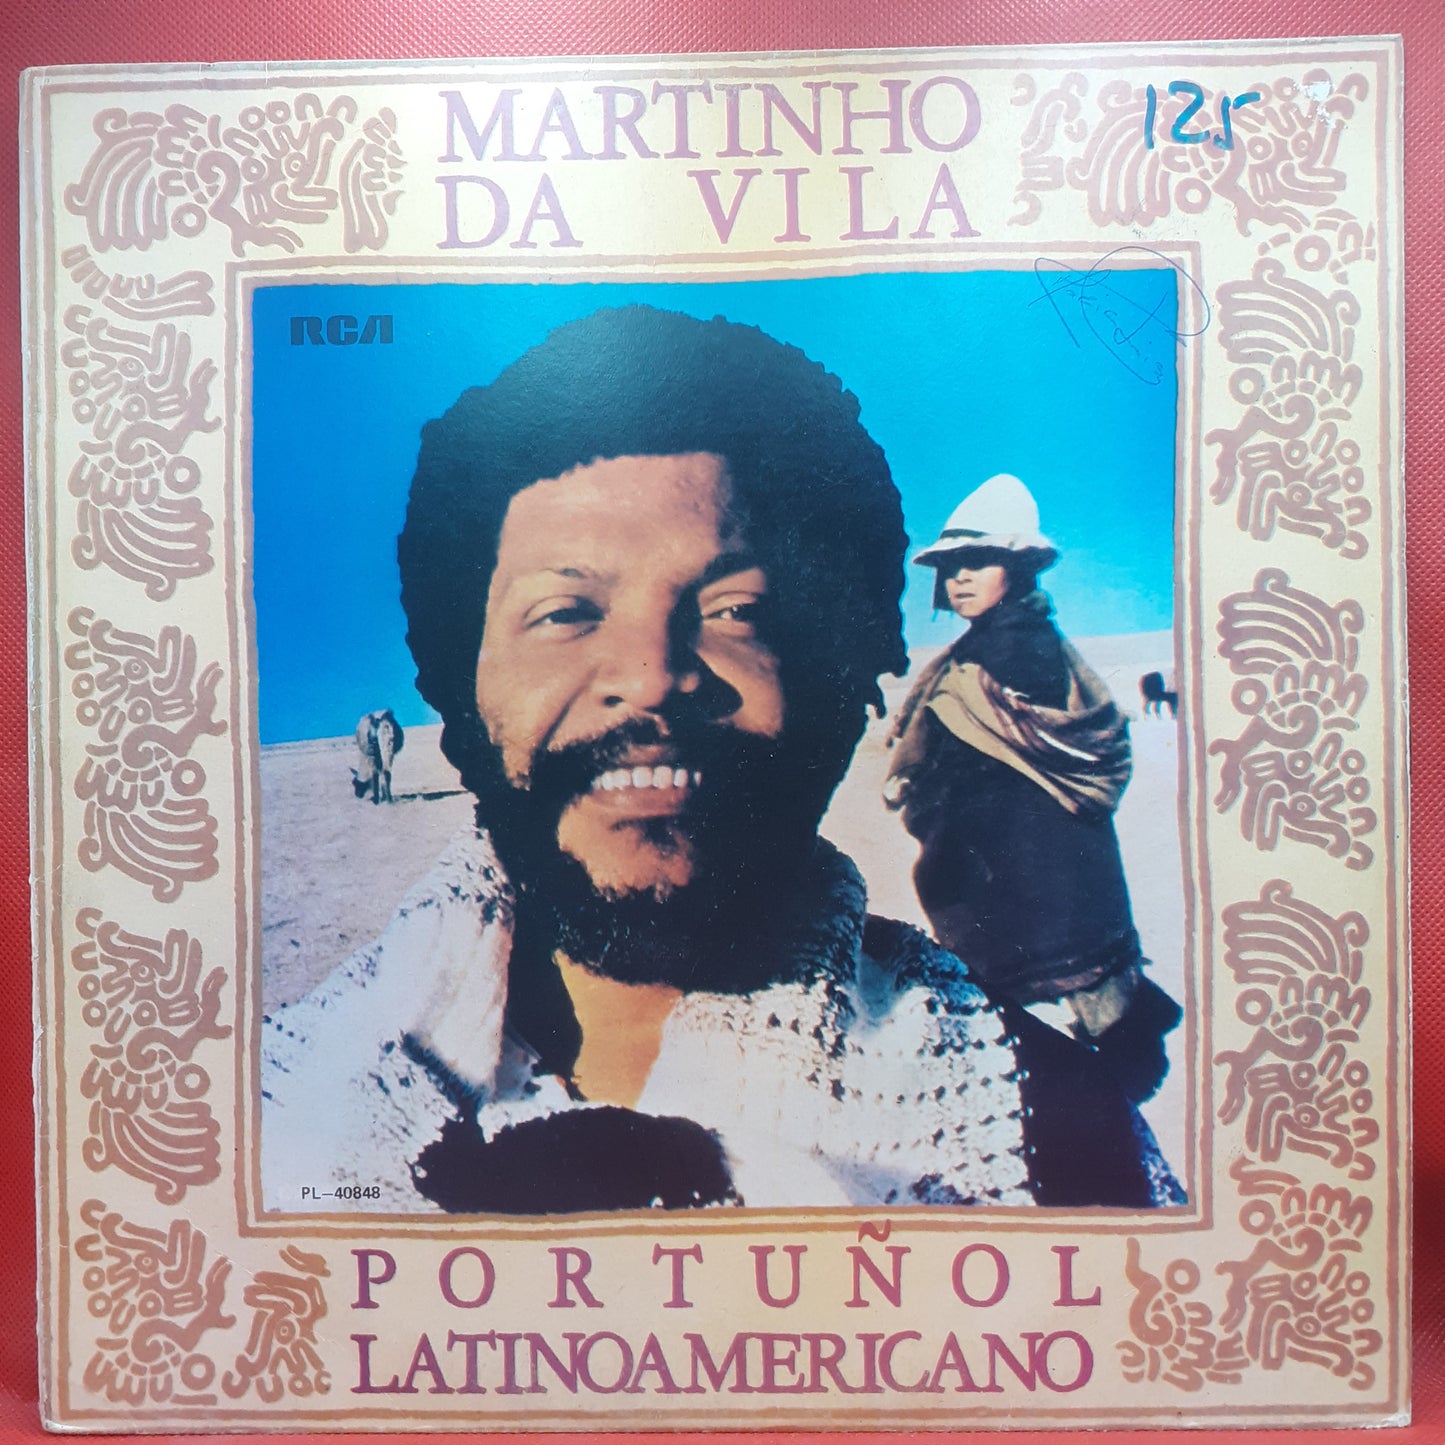 MARTINHO
DA VILA
125
RCA
PL-40848
PORTUÑOL
LATINOAMERICANO